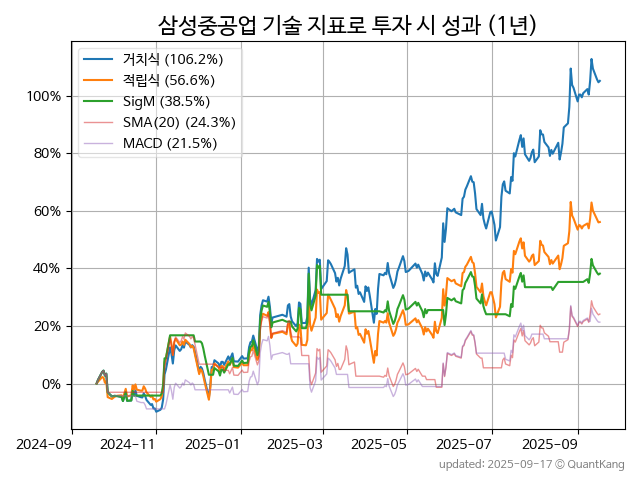 삼성중공업 기술 지표로 투자 시 성과 (1년)
거치식 (106.2%)
적립식 (56.6%)
SigM (38.5%)
SMA(20) (24.3%)
MACD (21.5%)
100%
80%
60%
40%
20%
0%
2024-09 2024-11 2025-01 2025-03 2025-05 2025-07 2025-09
updated: 2025-09-17 © QuantKang